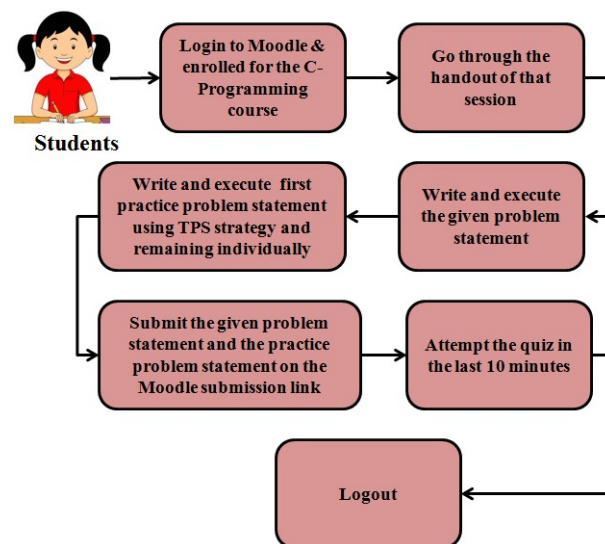 Students
Login to Moodle &
enrolled for the C-
Programming
course
Go through the
handout of that
session
Write and execute
the given problem
statement
Write and execute first
practice problem statement
using TPS strategy and
remaining individually
Submit the given problem
statement and the practice
problem statement on the
Moodle submission link
Attempt the quiz in
the last 10 minutes
Logout